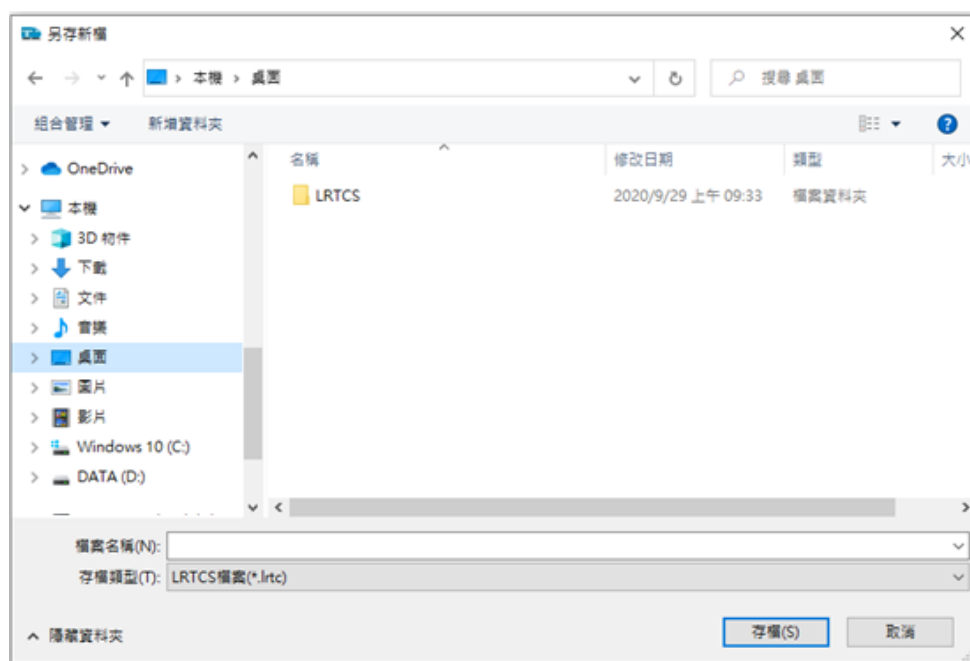 另存新檔
本機 › 桌面
搜尋 桌面
組合管理
新增資料夾
?
OneDrive
本機
3D 物件
下載
文件
音樂
桌面
圖片
影片
Windows 10 (C:)
DATA (D:)
名稱 修改日期 類型 大小
LRTCS 2020/9/29 上午 09:33 檔案資料夾
檔案名稱(N):
存檔類型(T): LRTCS檔案(*.lrtc)
隱藏資料夾
存檔(S)
取消